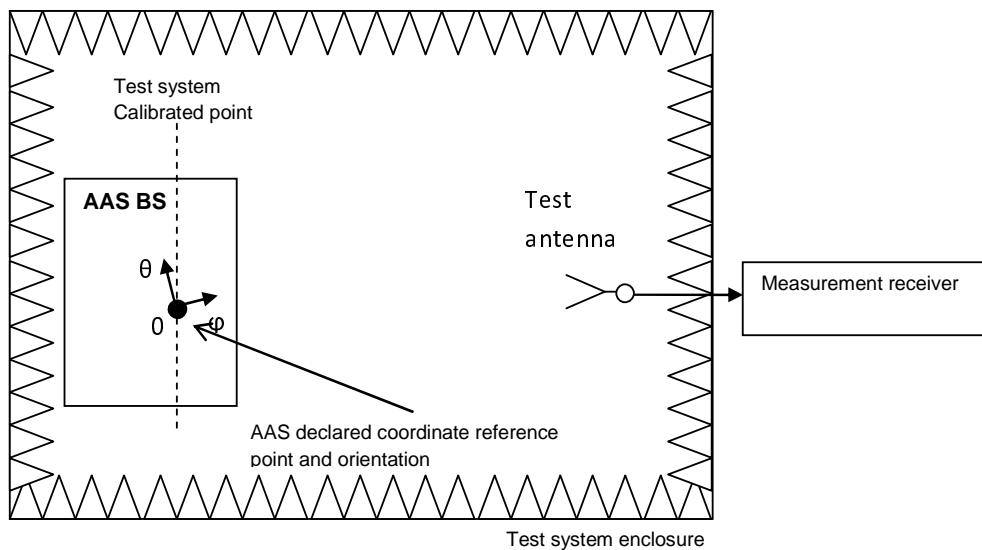 Test system
Calibrated point
AAS BS
Test
antenna
θ
0
φ
Measurement receiver
AAS declared coordinate reference
point and orientation
Test system enclosure